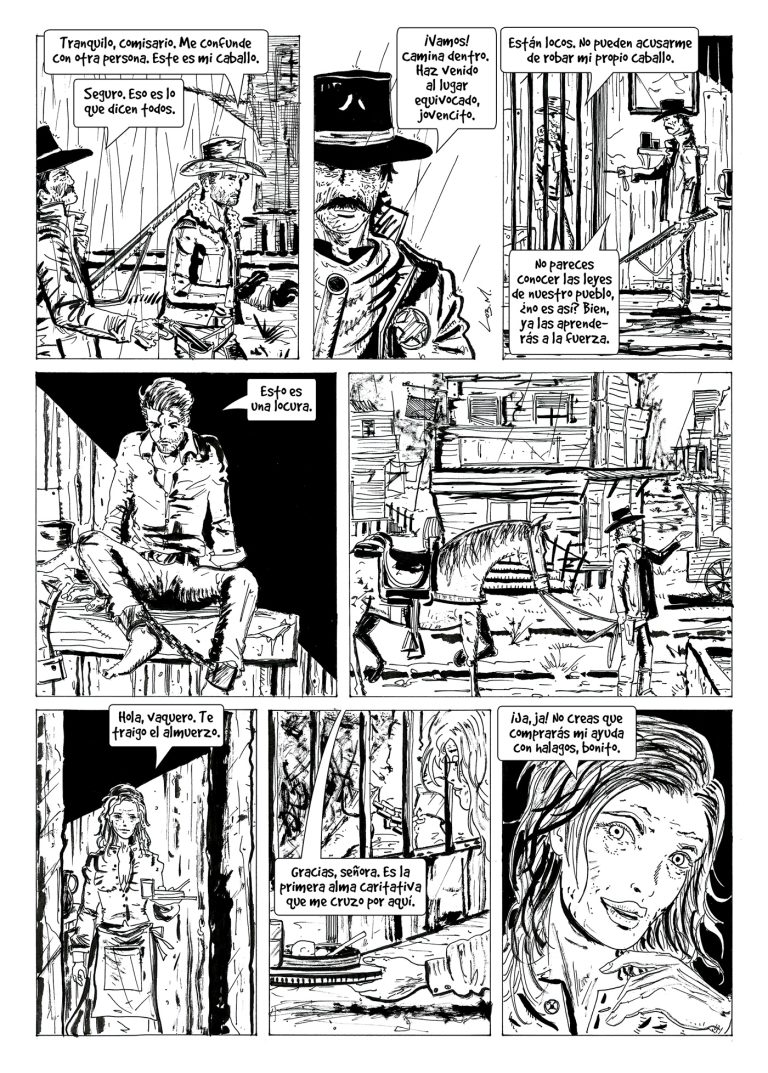 Tranquilo, comisario. Me confunde
con otra persona. Este es mi caballo.
Seguro. Eso es lo
que dicen todos.
¡Vamos!
Camina dentro.
Haz venido
al lugar
equivocado,
jovencito.
Están locos. No pueden acusarme
de robar mi propio caballo.
No pareces
conocer las leyes
de nuestro pueblo,
¿no es así? Bien,
ya las aprende-
rás a la fuerza.
Esto es
una locura.
Hola, vaquero. Te
traigo el almuerzo.
Gracias, señora. Es la
primera alma caritativa
que me cruzo por aquí.
¡Ja, ja! No creas que
comprarás mi ayuda
con halagos, bonito.